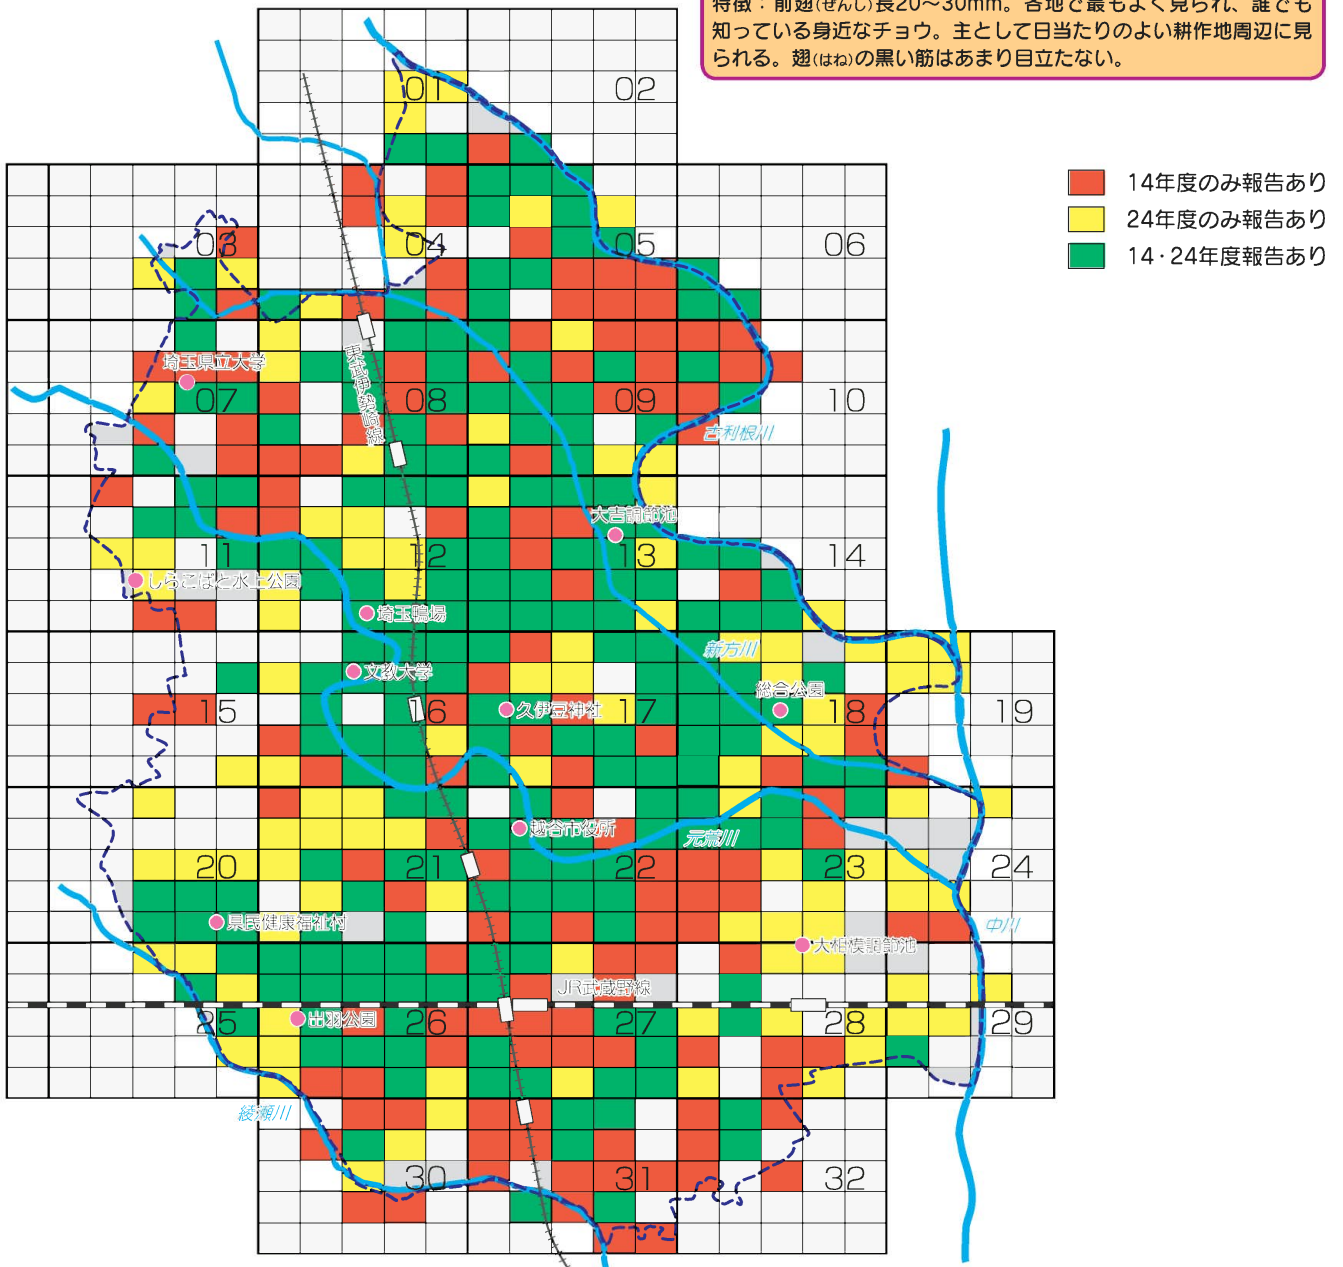 特徴：前翅(ぜんし)長20〜30mm。各地で最もよく見られ、誰でも
知っている身近なチョウ。主として日当たりのよい耕作地周辺に見
られる。翅(はね)の黒い筋はあまり目立たない。
14年度のみ報告あり
24年度のみ報告あり
14・24年度報告あり
01
02
03
04
05
06
東武伊勢崎線
埼玉県立大学
07
08
09
10
古利根川
大吉調節池
11
12
13
14
しらこばと水上公園
埼玉鴨場
新方川
文教大学
総合公園
15
16
久伊豆神社
17
18
19
越谷市役所
元荒川
20
21
22
23
24
県民健康福祉村
中川
大相模調節池
JR武蔵野線
25
出羽公園
26
27
28
29
綾瀬川
30
31
32